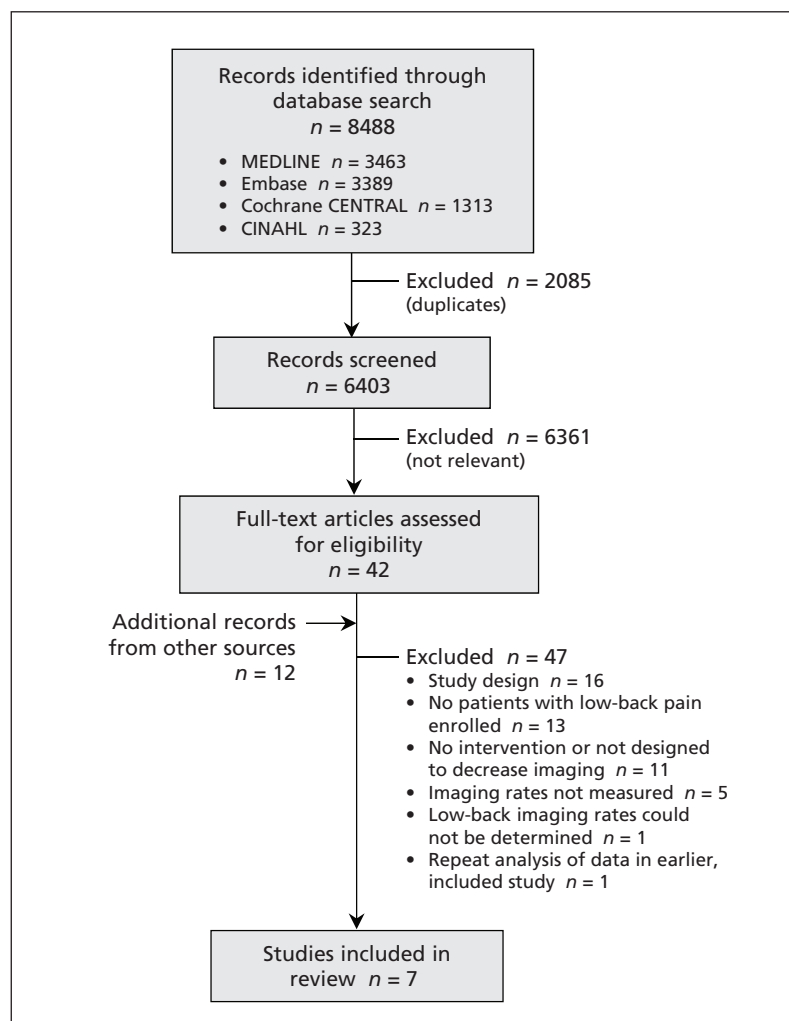 Records identified through
database search
n = 8488
• MEDLINE n = 3463
• Embase n = 3389
• Cochrane CENTRAL n = 1313
• CINAHL n = 323
Excluded n = 2085
(duplicates)
Records screened
n = 6403
Excluded n = 6361
(not relevant)
Full-text articles assessed
for eligibility
n = 42
Additional records
from other sources
n = 12
Excluded n = 47
• Study design n = 16
• No patients with low-back pain
enrolled n = 13
• No intervention or not designed
to decrease imaging n = 11
• Imaging rates not measured n = 5
• Low-back imaging rates could
not be determined n = 1
• Repeat analysis of data in earlier,
included study n = 1
Studies included in
review n = 7